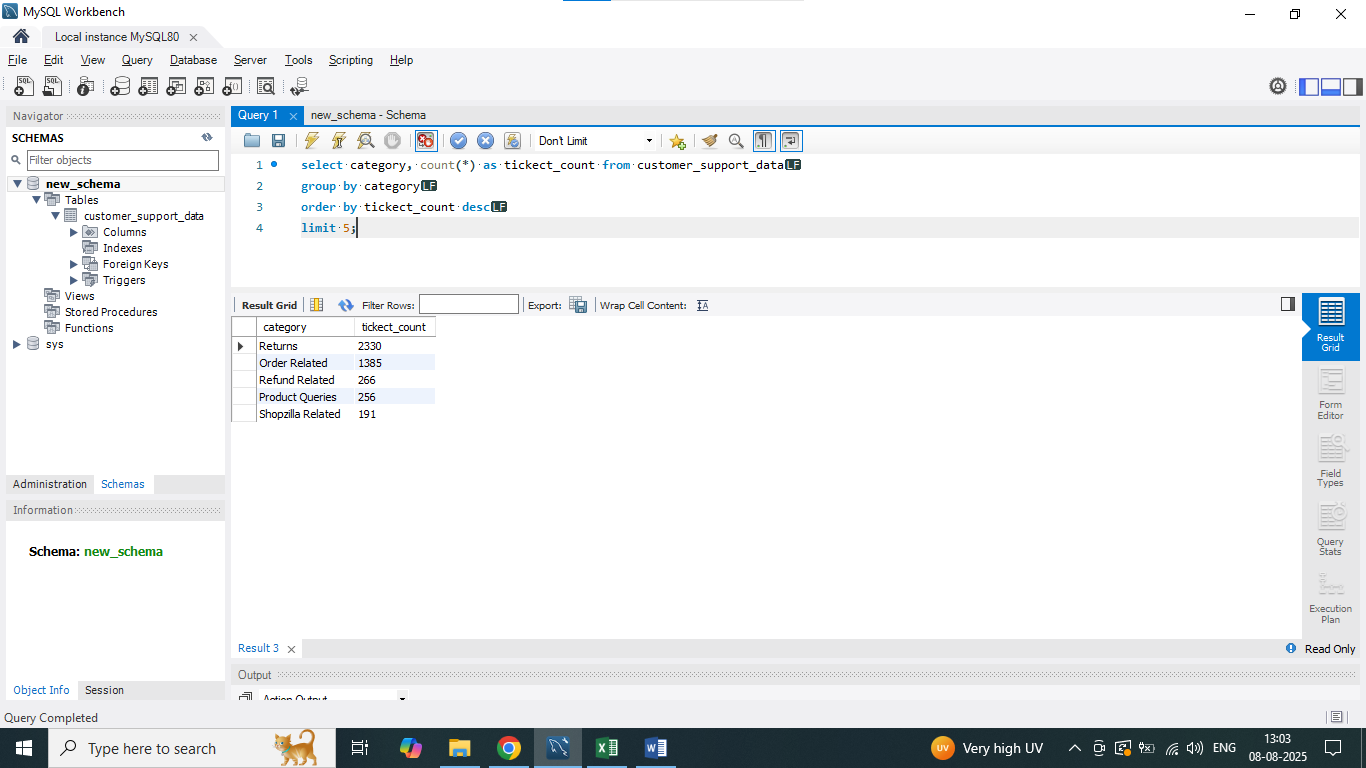 MySQL Workbench
Local instance MySQL80
File Edit View Query Database Server Tools Scripting Help
Navigator
SCHEMAS
Filter objects
new_schema
Tables
customer_support_data
Columns
Indexes
Foreign Keys
Triggers
Views
Stored Procedures
Functions
sys
Administration Schemas
Information
Schema: new_schema
Object Info Session
Query 1 new_schema - Schema
Don't Limit
1 select category, count(*) as tickect_count from customer_support_data LF
2 group by category LF
3 order by tickect_count desc LF
4 limit 5;
Result Grid Filter Rows: Export: Wrap Cell Content: IA
category tickect_count
Returns 2330
Order Related 1385
Refund Related 266
Product Queries 256
Shopzilla Related 191
Result
Grid
Form
Editor
Field
Types
Query
Stats
Execution
Plan
Result 3
Read Only
Output
Action Output
Query Completed
Type here to search
UV Very high UV
ENG
13:03
08-08-2025